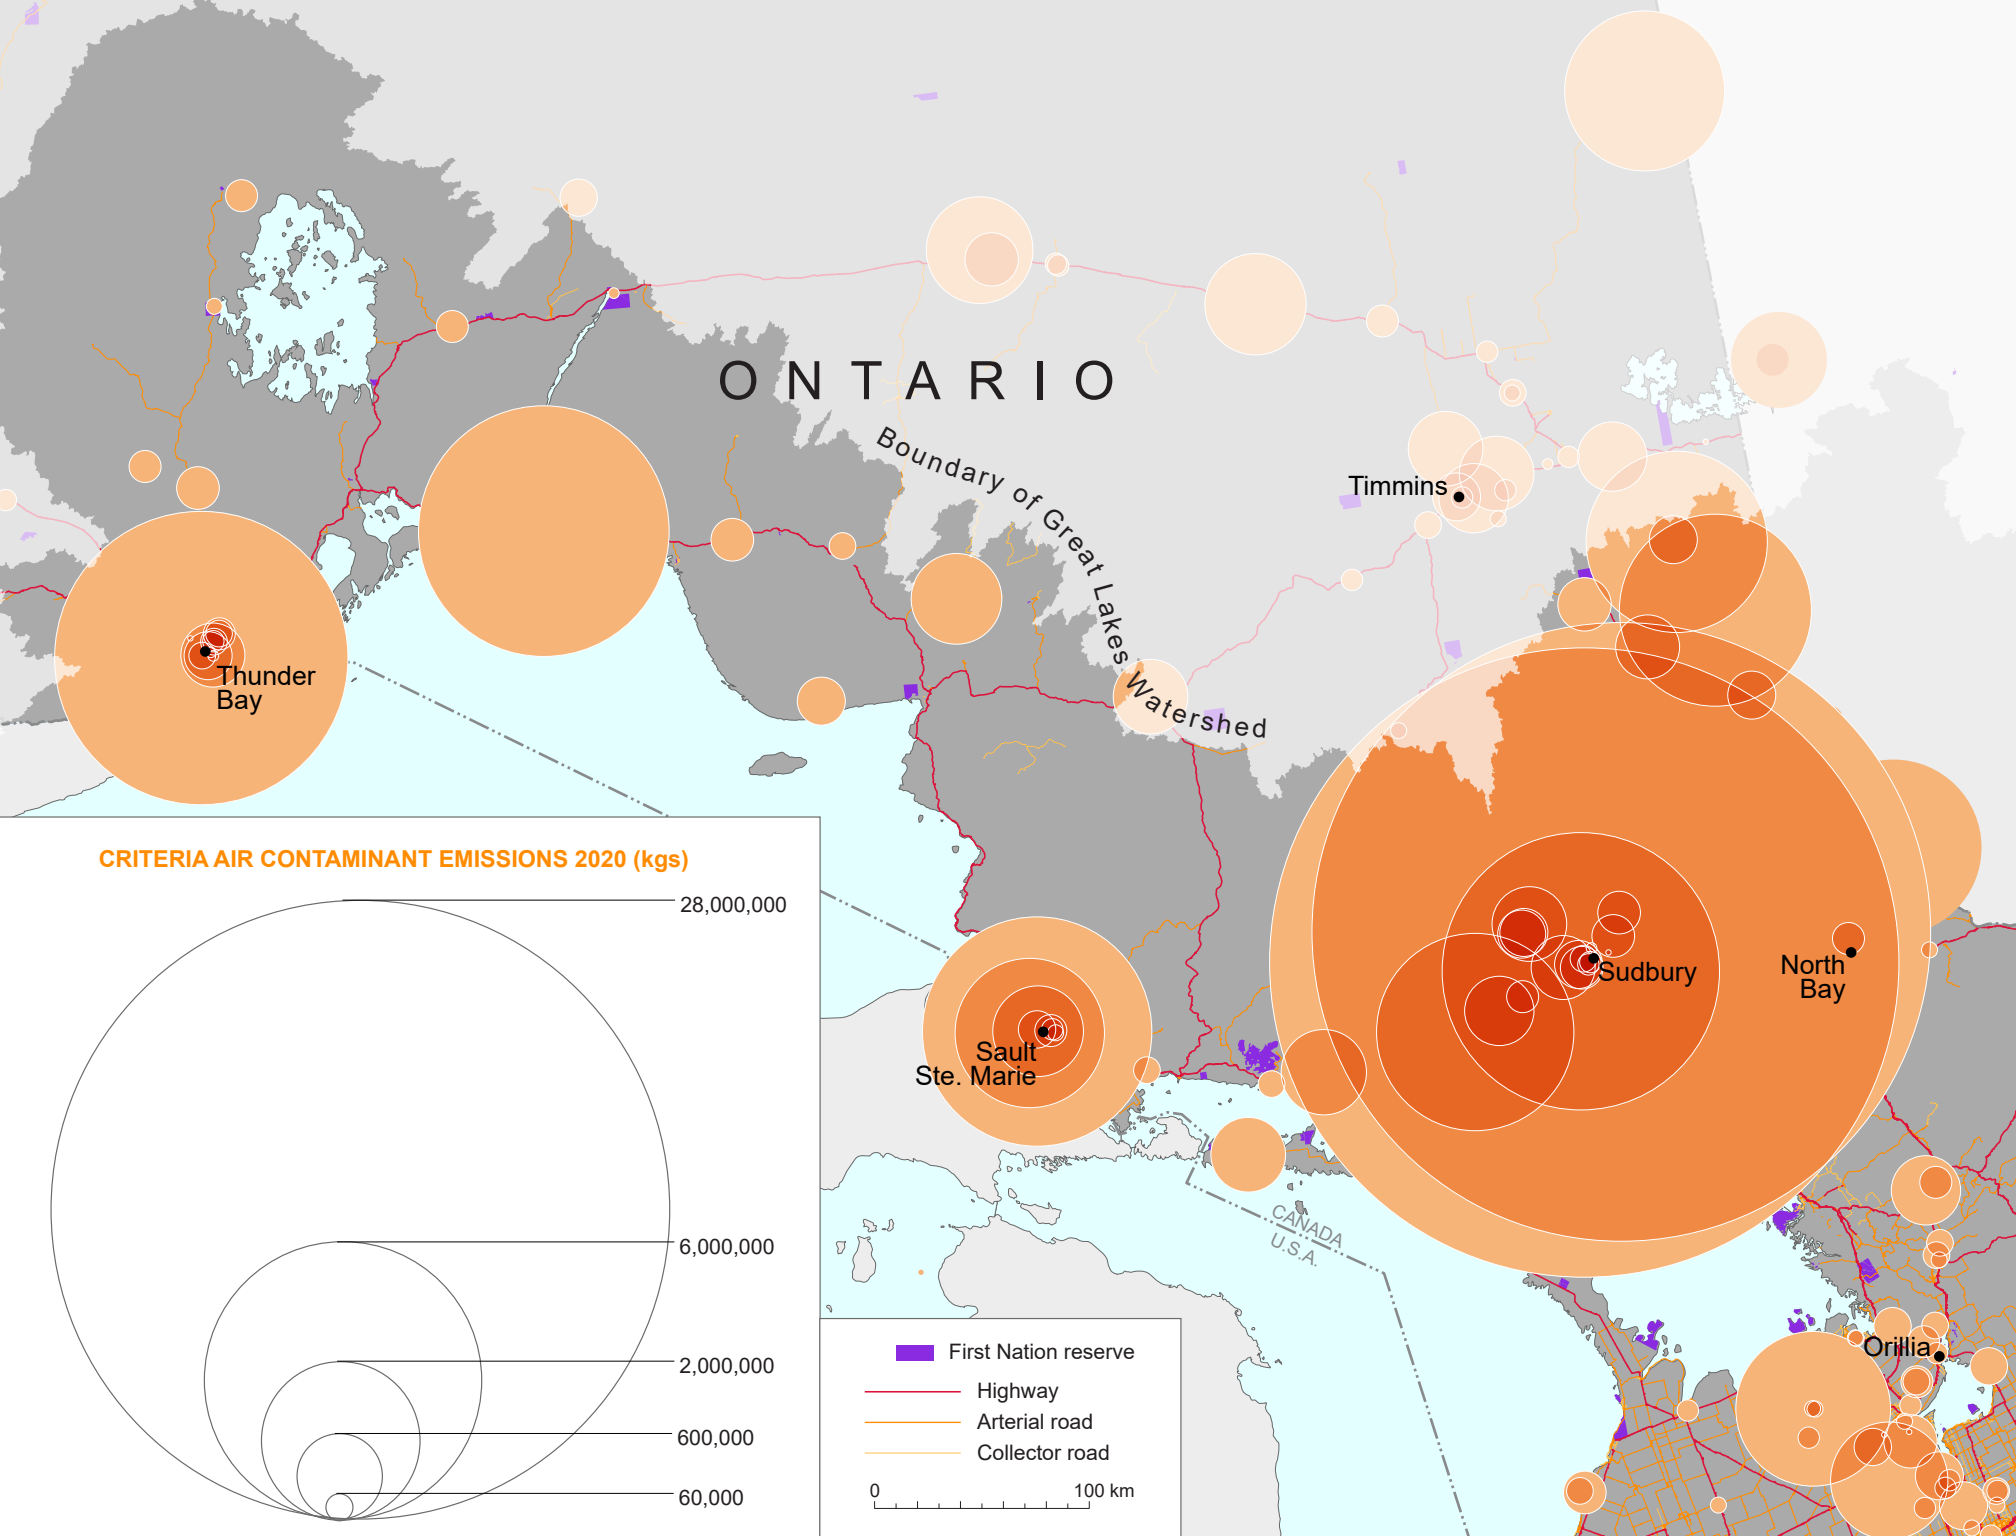 ONTARIO
Boundary of Great Lakes Watershed
Timmins
Thunder
Bay
Sudbury
North
Bay
Sault
Ste. Marie
CANADA
U.S.A.
Orillia
CRITERIA AIR CONTAMINANT EMISSIONS 2020 (kgs)
28,000,000
6,000,000
2,000,000
600,000
60,000
First Nation reserve
Highway
Arterial road
Collector road
0 100 km